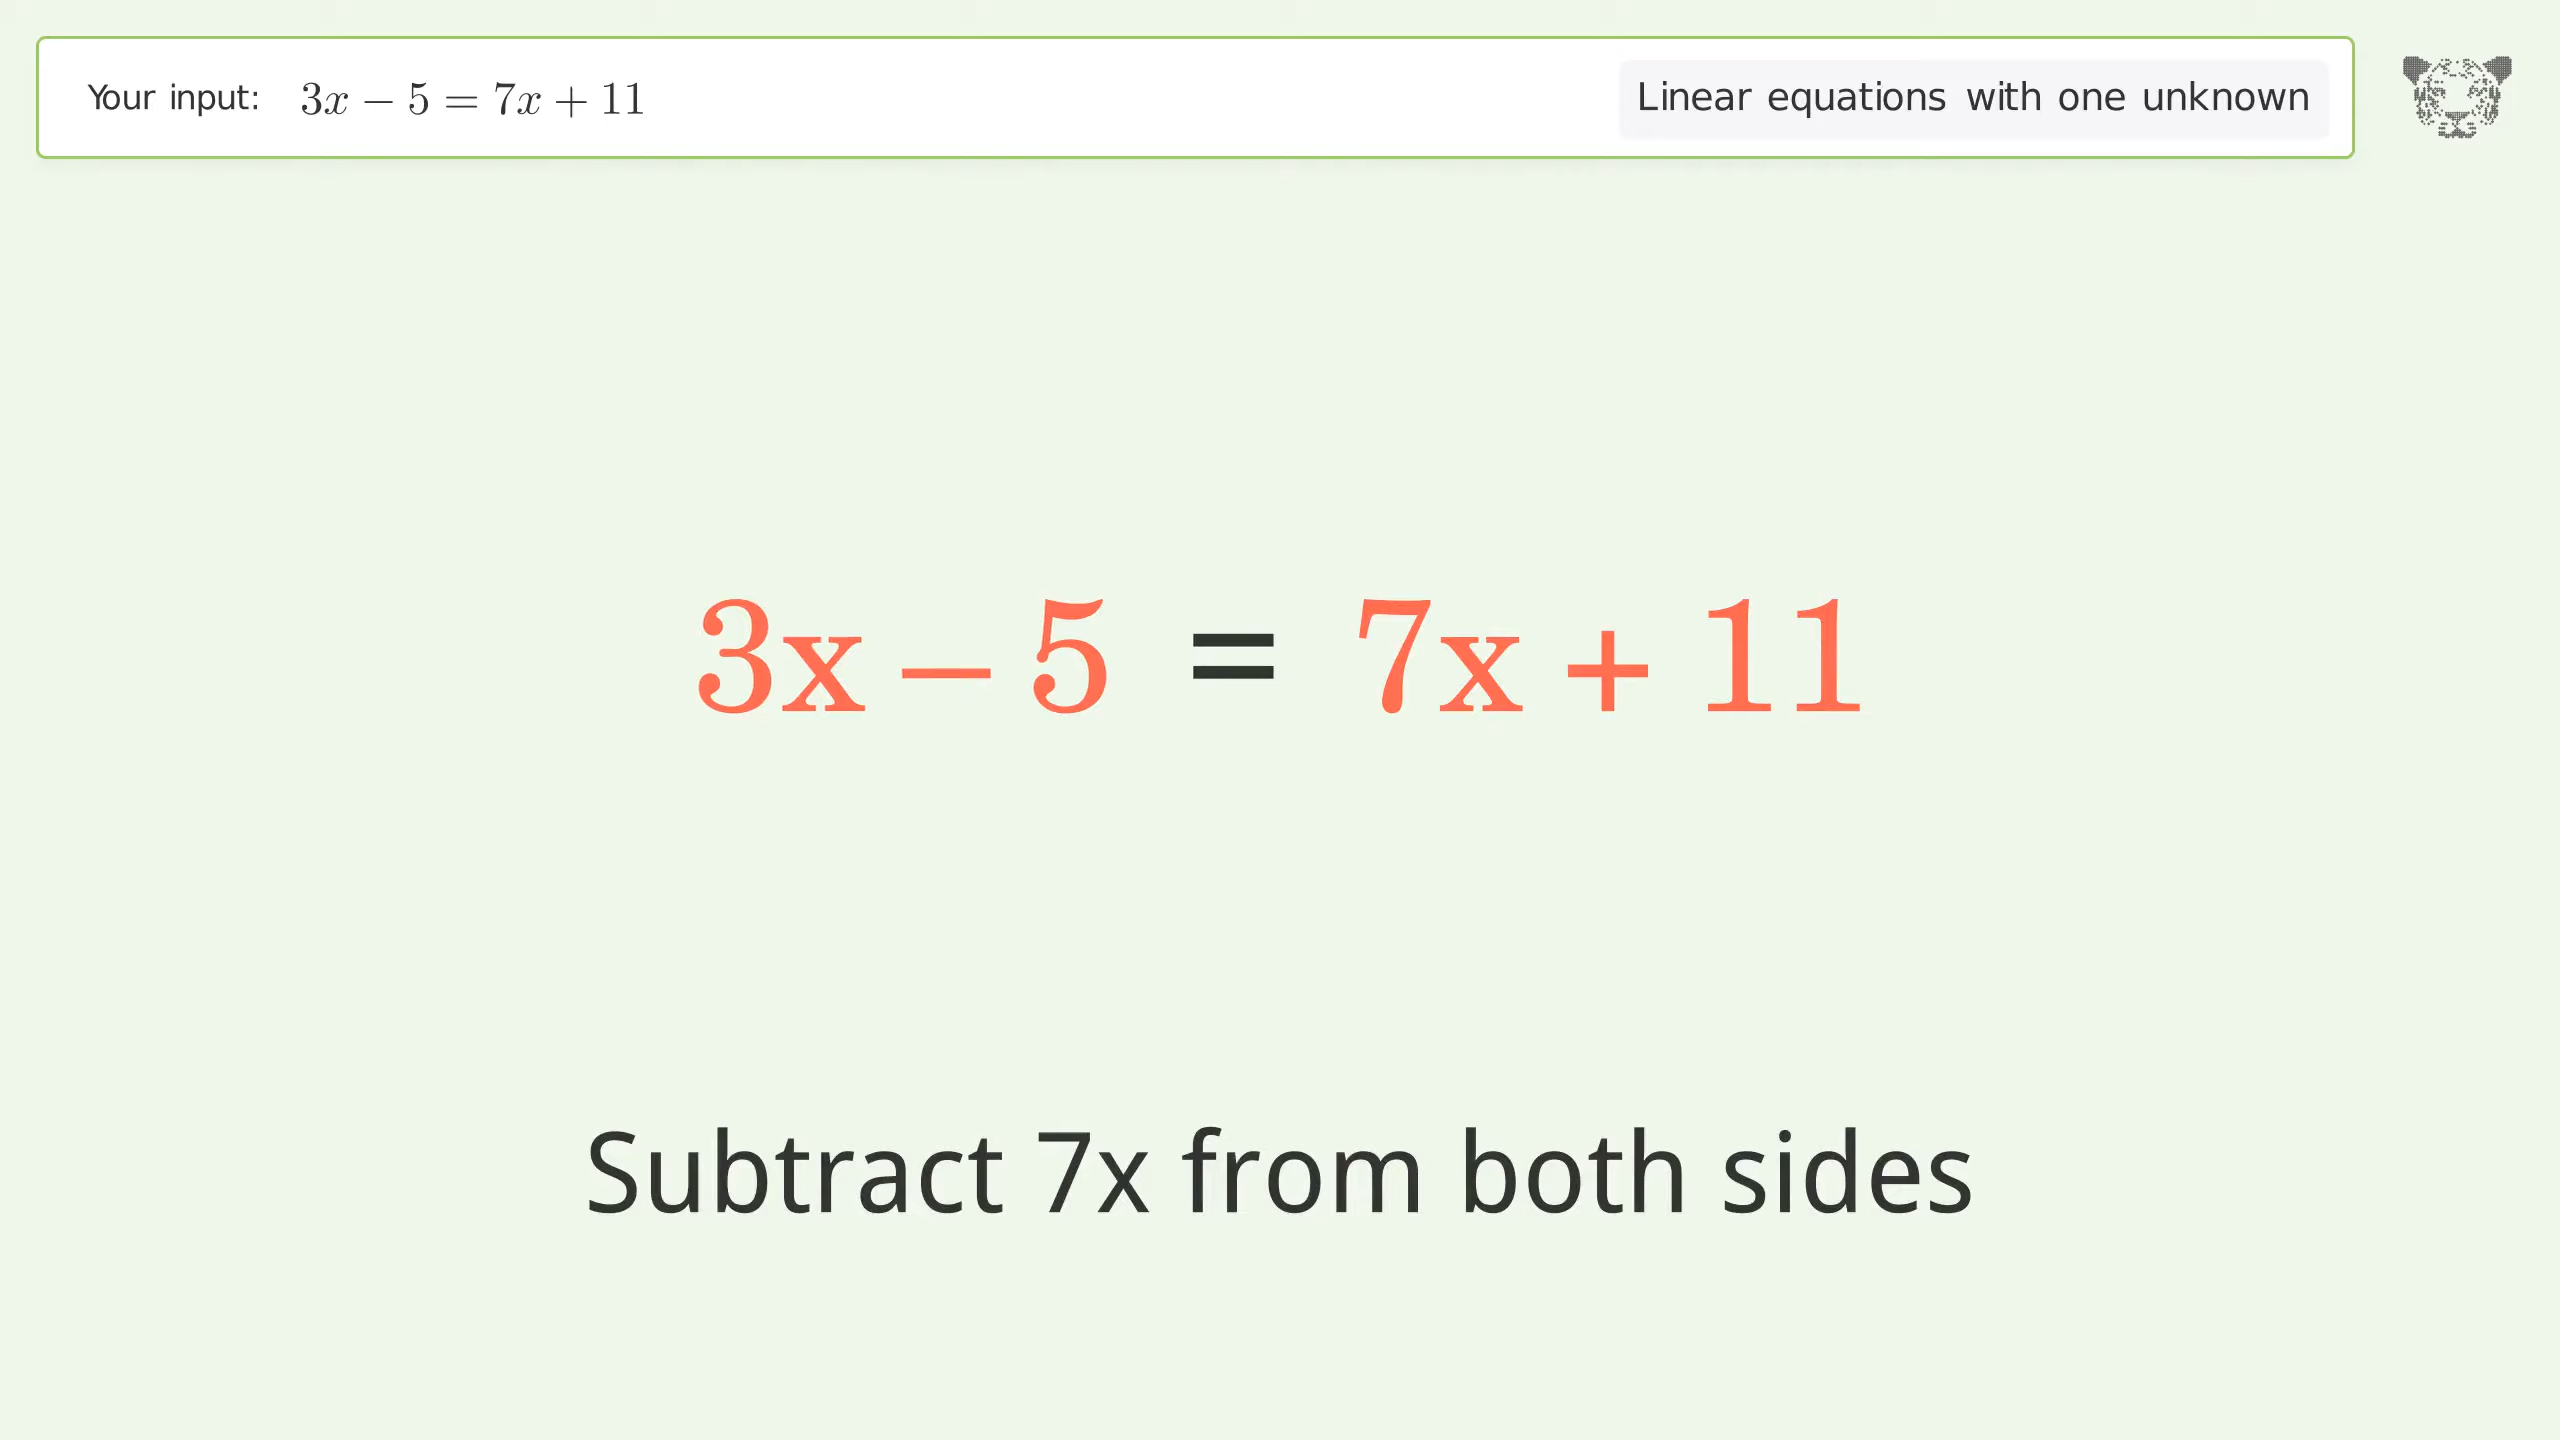 Your input: 3x − 5 = 7x + 11 Linear equations with one unknown
3x – 5 = 7x + 11
Subtract 7x from both sides